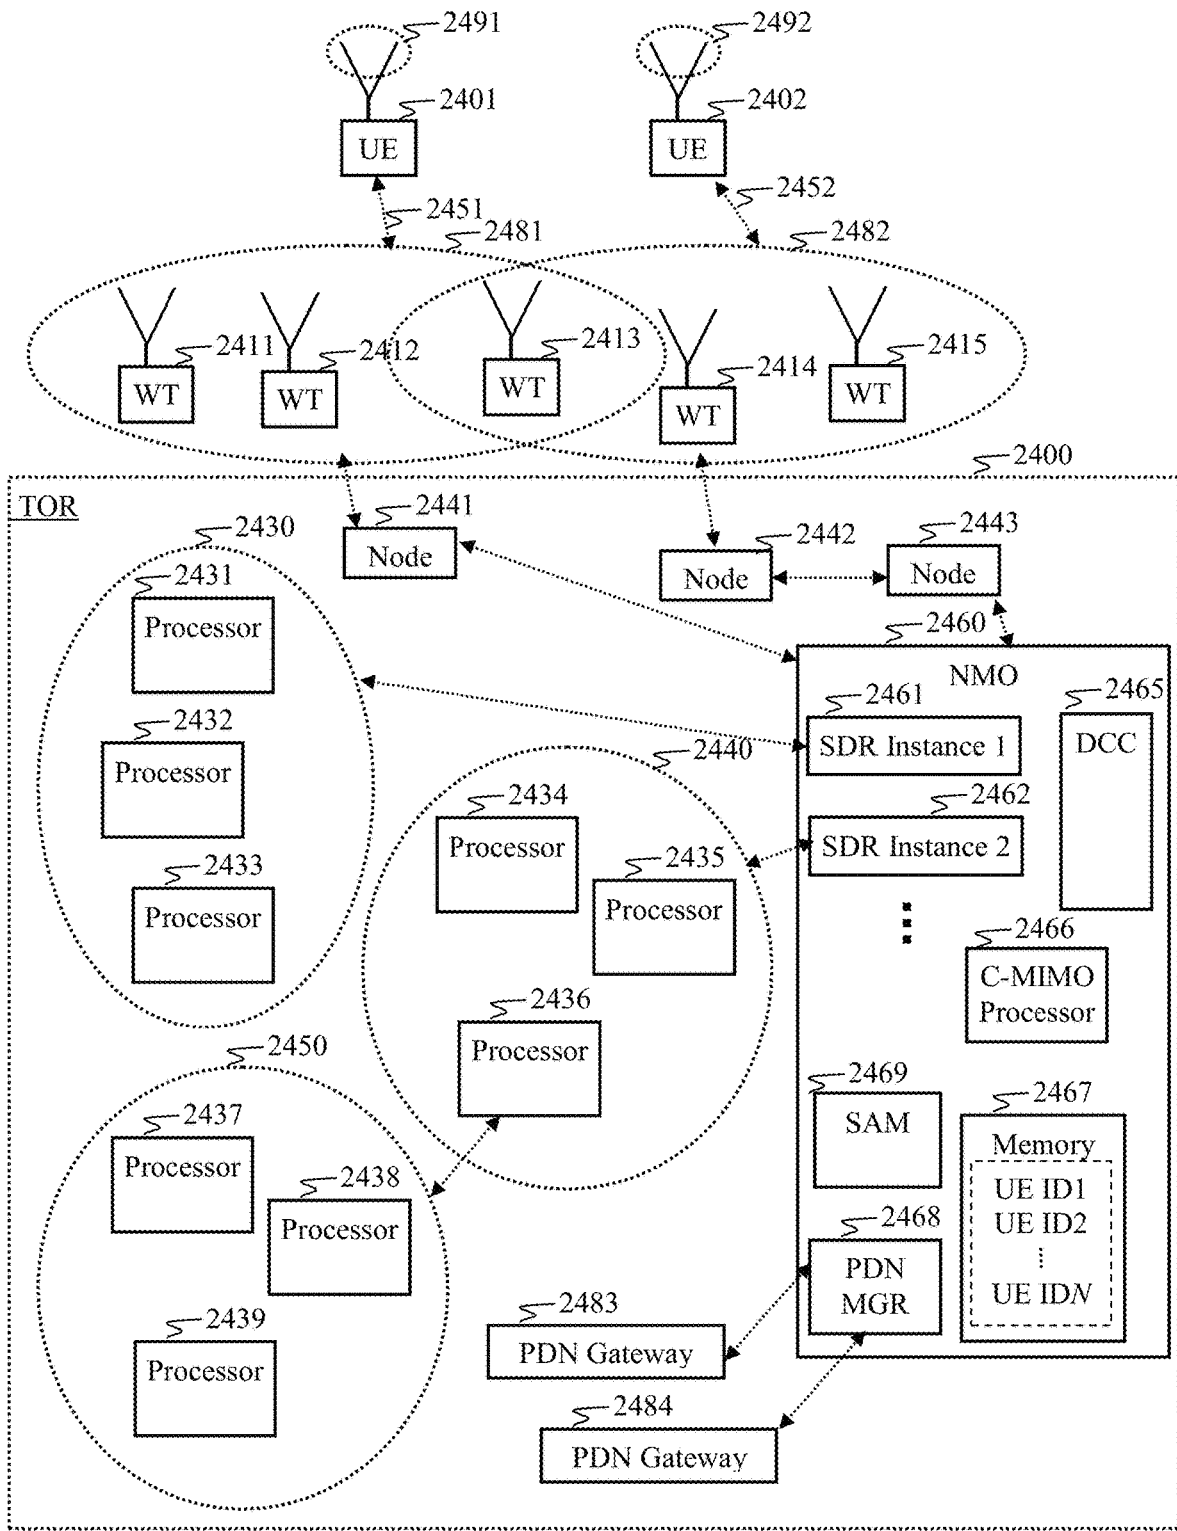 2491
2492
2401
2402
UE
UE
2451
2452
2481
2482
2411
2412
2413
2414
2415
WT
WT
WT
WT
WT
2400
TOR
2430
2441
2442
2443
Node
Node
Node
2431
Processor
2460
NMO
2432
Processor
2461
SDR Instance 1
2465
DCC
2440
2462
SDR Instance 2
2434
Processor
2435
Processor
2433
Processor
2466
C-MIMO
Processor
2436
Processor
2450
2469
SAM
2467
Memory
UE ID1
UE ID2
UE IDN
2437
Processor
2438
Processor
2468
PDN
MGR
2483
PDN Gateway
2439
Processor
2484
PDN Gateway